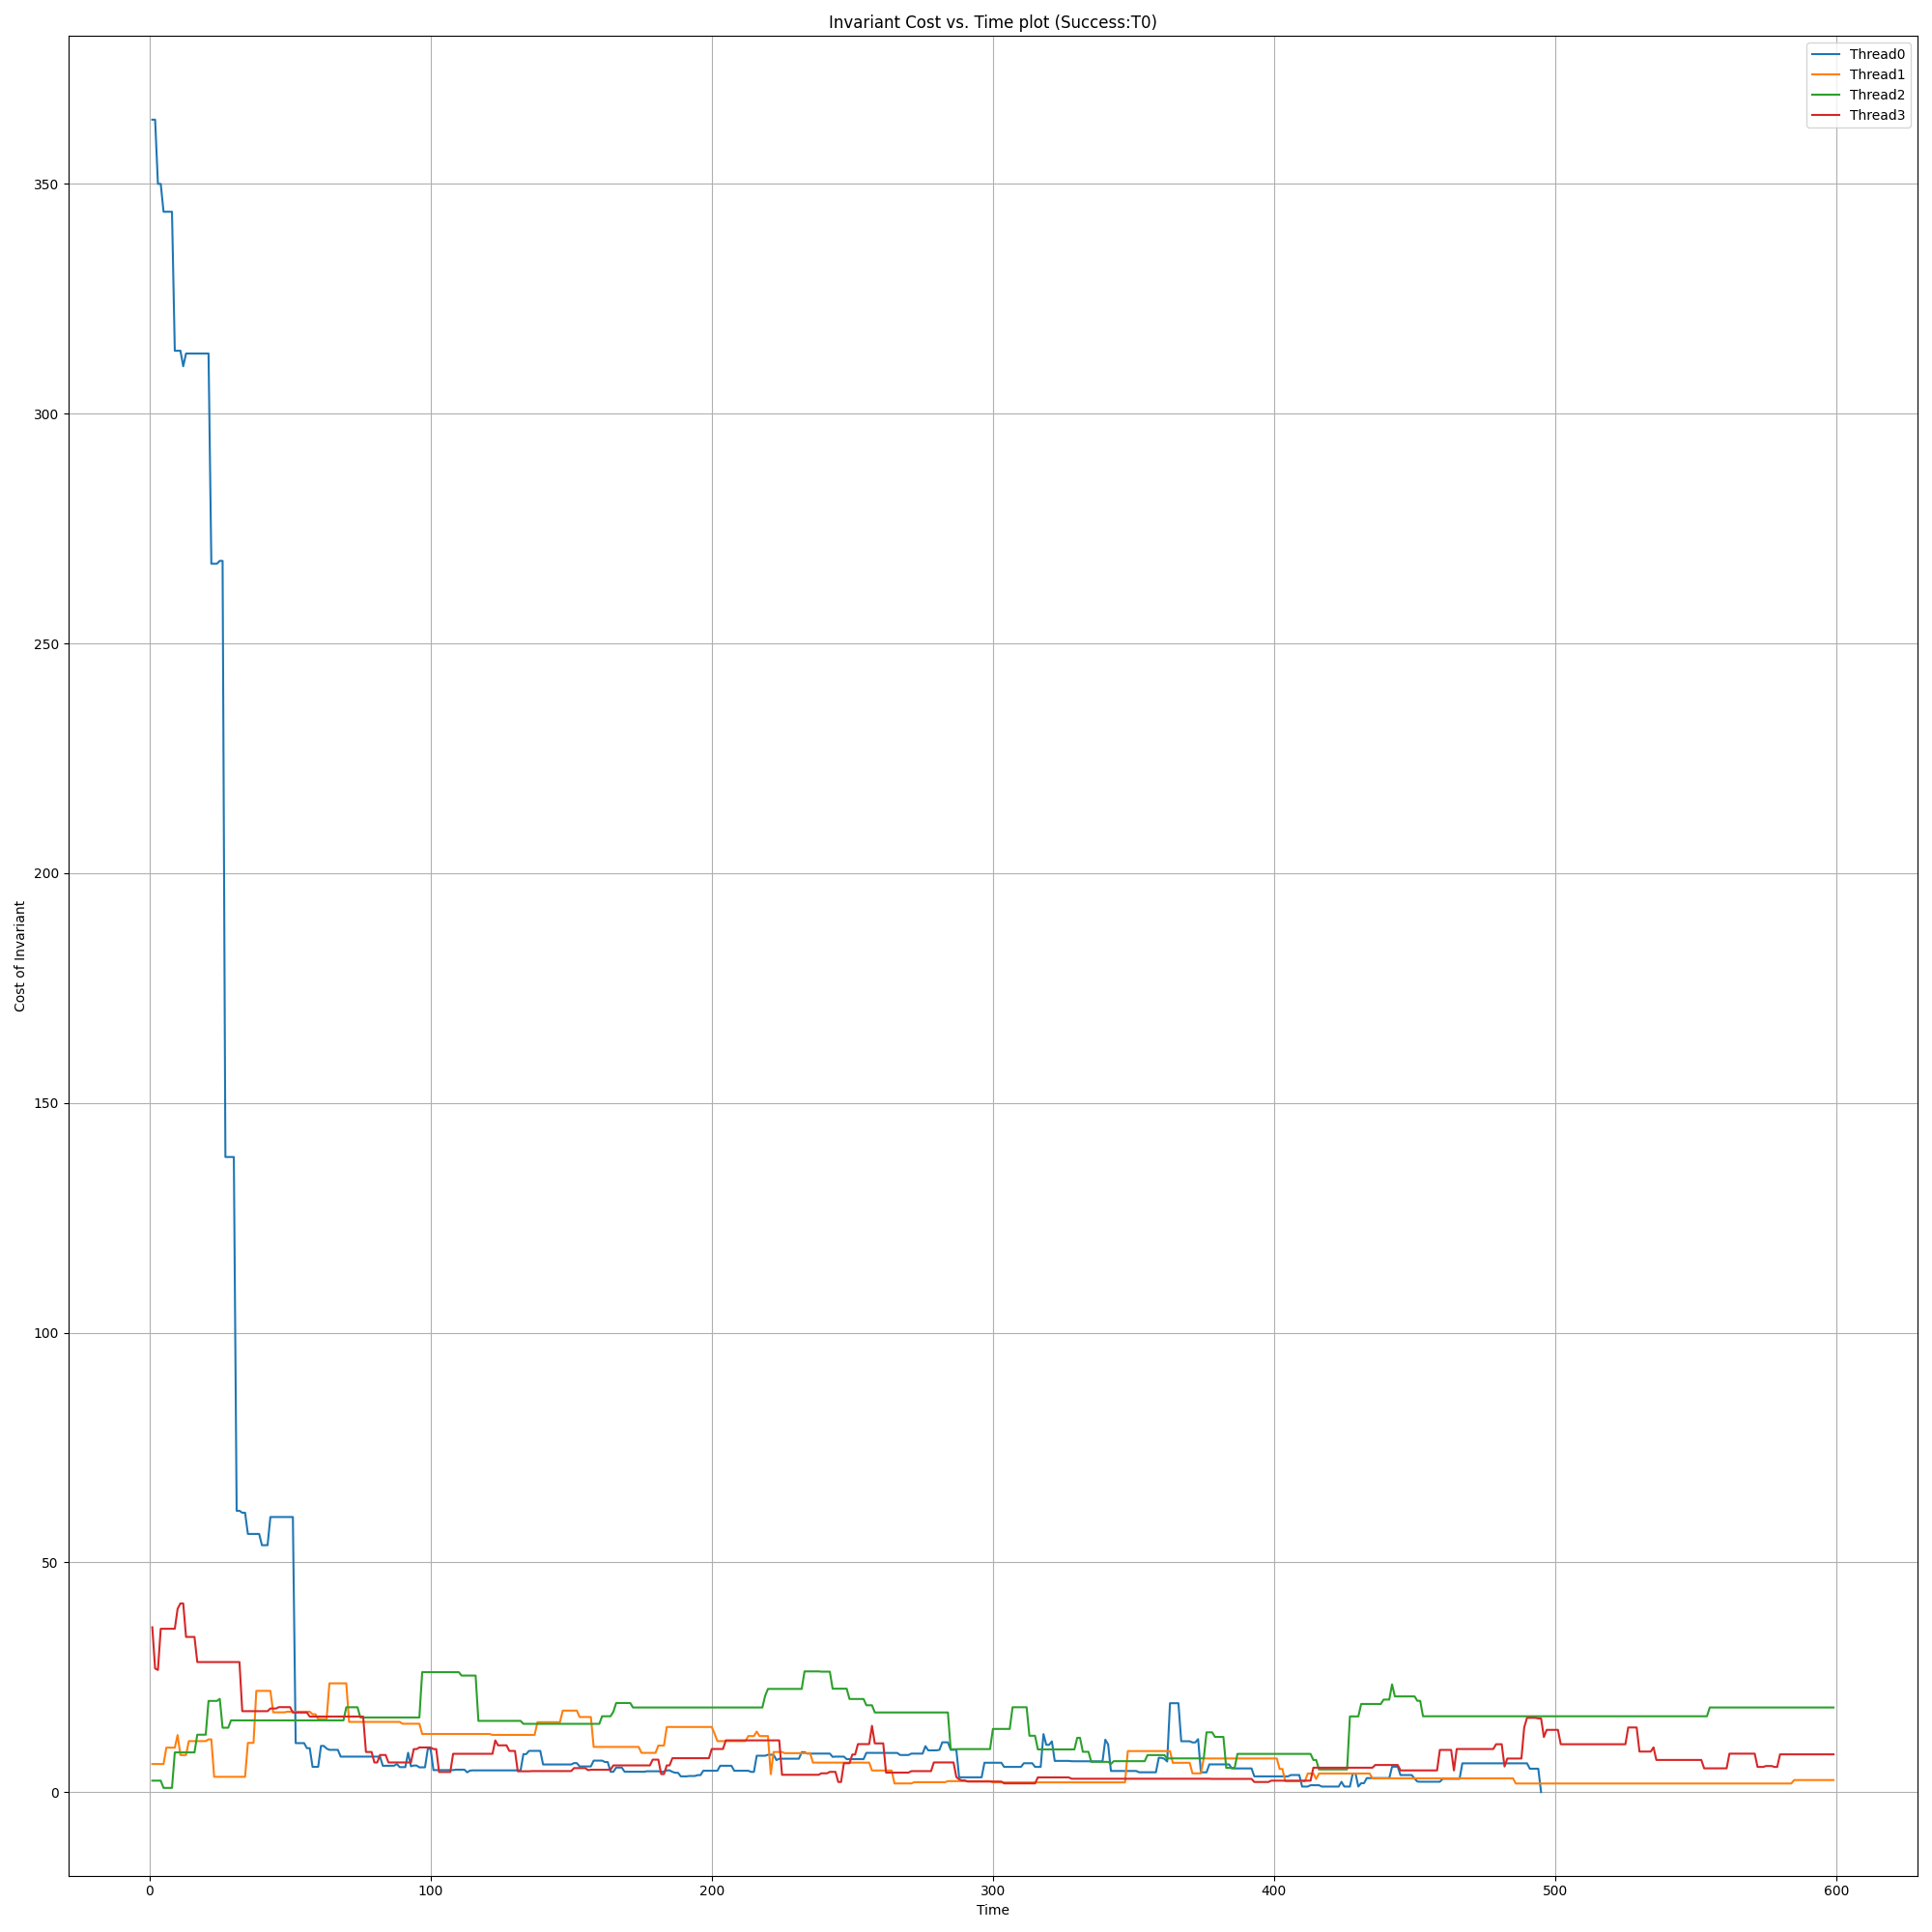 Invariant Cost vs. Time plot (Success:T0)
Thread0
Thread1
Thread2
Thread3
350
300
250
200
150
100
50
0
Cost of Invariant
0 100 200 300 400 500 600
Time